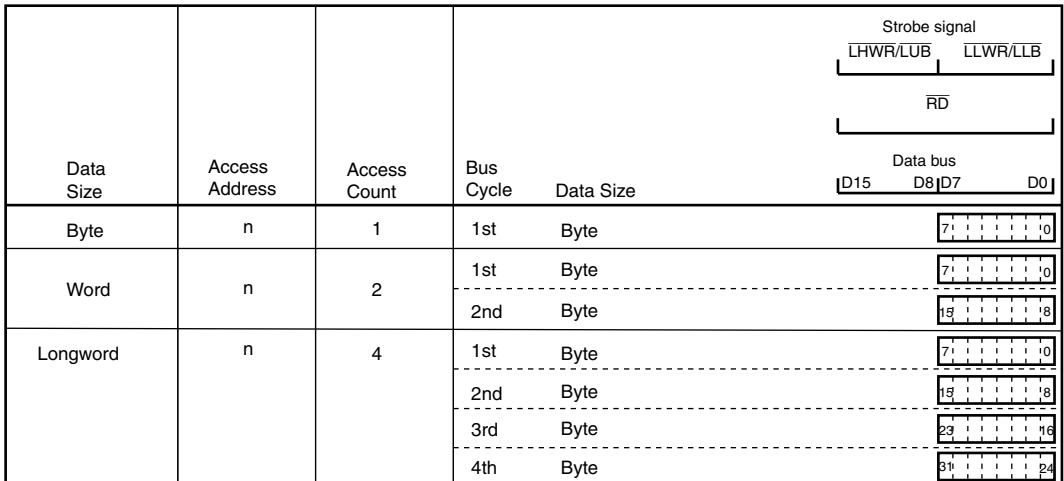 Strobe signal
LHWR/LUB LLWR/LLB
RD
Data Size Access Address Access Count Bus Cycle Data Size Data bus
D15 D8 D7 D0
Byte n 1 1st Byte 7 0
Word n 2 1st Byte 7 0
2nd Byte 15 8
Longword n 4 1st Byte 7 0
2nd Byte 15 8
3rd Byte 23 16
4th Byte 31 24